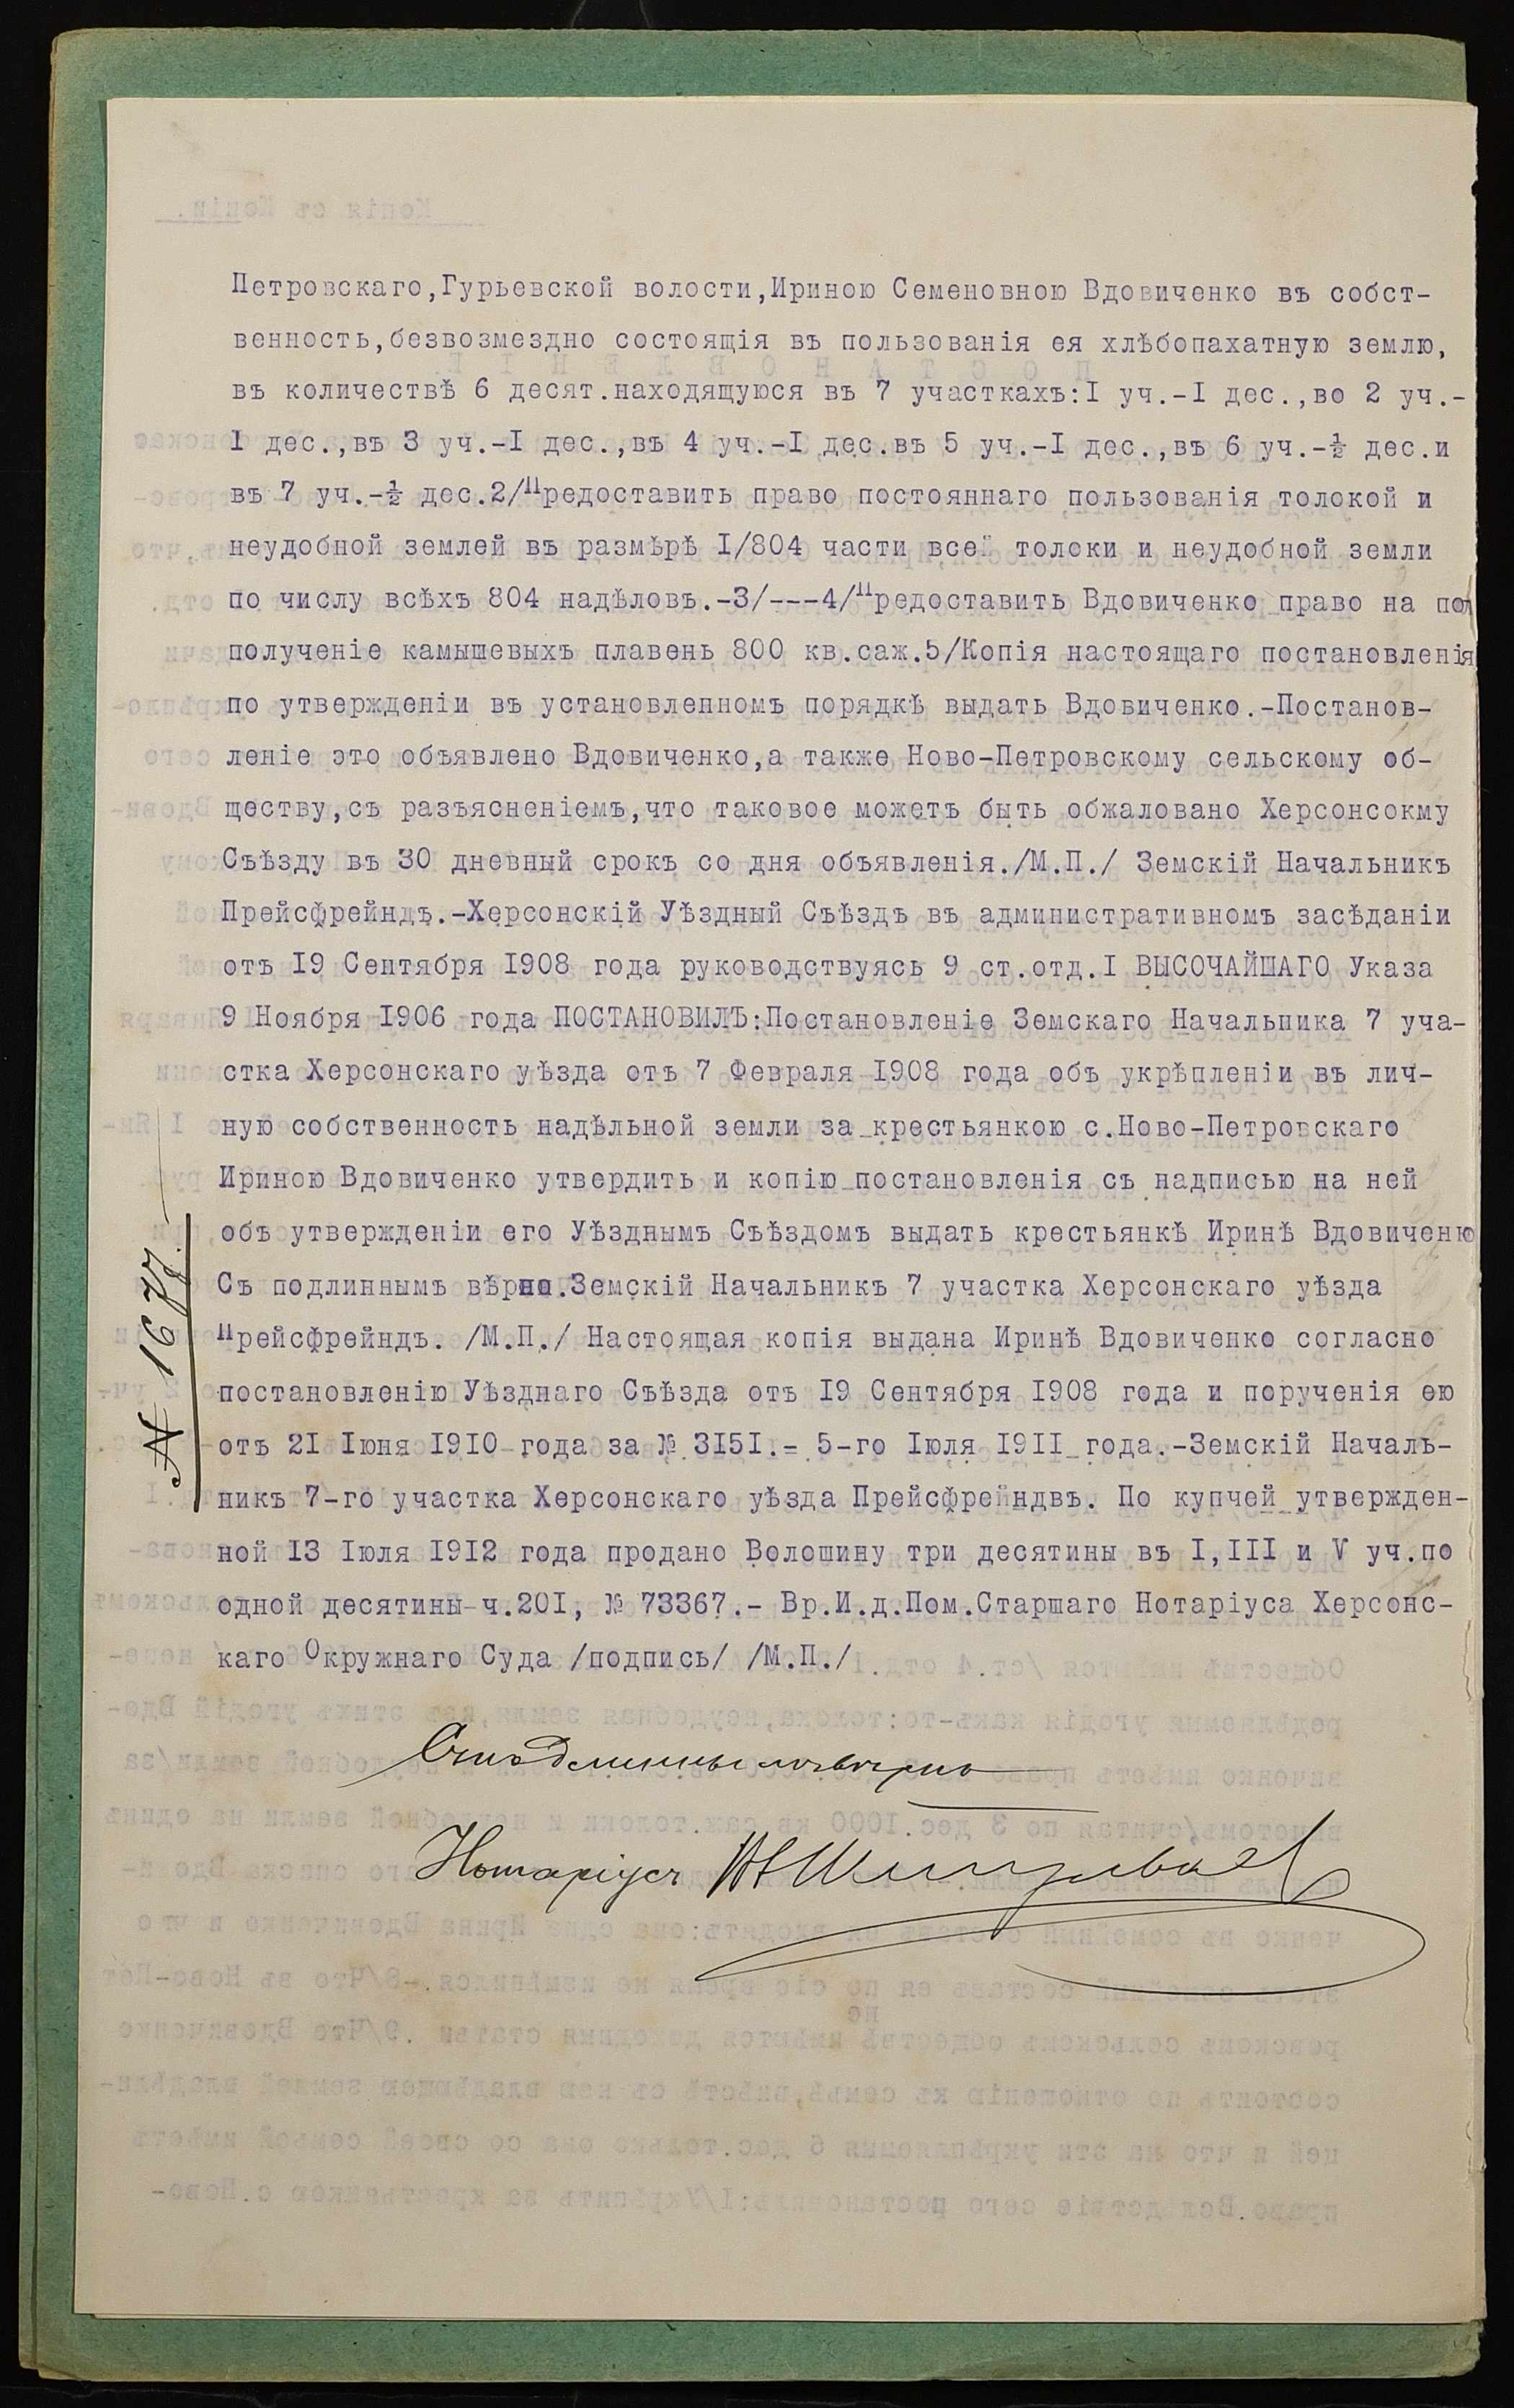 Петровскаго,Гурьевской волости,Ириною Семеновною Вдовиченко въ собст-
венность,безвозмездно состоящія въ пользованія ея хлѣбопахатную землю,
въ количествѣ 6 десят.находящуюся въ 7 участкахъ:I уч.-I дес.,во 2 уч.-
I дес.,въ 3 уч.-I дес.,въ 4 уч.-I дес.въ 5 уч.-I дес.,въ 6 уч.-½ дес.и
въ 7 уч.-½ дес.2/Предоставить право постояннаго пользованія толокой и
неудобной землей въ размѣрѣ I/804 части всей толоки и неудобной земли
по числу всѣхъ 804 надѣловъ.-3/---4/Предоставить Вдовиченко право на пол
полученіе камышевыхъ плавень 800 кв.саж.5/Копія настоящаго постановленія
по утвержденіи въ установленномъ порядкѣ выдать Вдовиченко.-Постанов-
леніе это объявлено Вдовиченко,а также Ново-Петровскому сельскому об-
ществу,съ разъясненіемъ,что таковое можетъ быть обжаловано Херсонсокму
Съѣзду въ 30 дневный срокъ со дня объявленія./М.П./ Земскій Начальникъ
Прейсфрейндъ.-Херсонскій Уѣздный Съѣздъ въ административномъ засѣданіи
отъ I9 Сентября I908 года руководствуясь 9 ст.отд.I ВЫСОЧАЙШАГО Указа
9 Ноября I906 года ПОСТАНОВИЛЪ:Постановленіе Земскаго Начальника 7 уча-
стка Херсонскаго уѣзда отъ 7 Февраля I908 года объ укрѣпленіи въ лич-
ную собственность надѣльной земли за крестьянкою с.Ново-Петровскаго
Ириною Вдовиченко утвердить и копію постановленія съ надписью на ней
объ утвержденіи его Уѣзднымъ Съѣздомъ выдать крестьянкѣ Иринѣ Вдовиченко
Съ подлиннымъ вѣрно.Земскій Начальникъ 7 участка Херсонскаго уѣзда
Прейсфрейндъ. /М.П./ Настоящая копія выдана Иринѣ Вдовиченко согласно
постановленію Уѣзднаго Съѣзда отъ I9 Сентября I908 года и порученія ею
отъ 2I Іюня I9I0 года за № 3I5I.- 5-го Іюля I9II года.-Земскій Началь-
никъ 7-го участка Херсонскаго уѣзда Прейсфрейндвъ. По купчей утвержден-
ной I3 Іюля I9I2 года продано Волошину три десятины въ I,III и V уч.по
одной десятины ч.20I, № 73367.- Вр.И.д.Пом.Старшаго Нотаріуса Херсонс-
каго Окружнаго Суда /подпись/ /М.П./
Съ подлиннымъ вѣрно
Нотаріусъ
№ 1677.